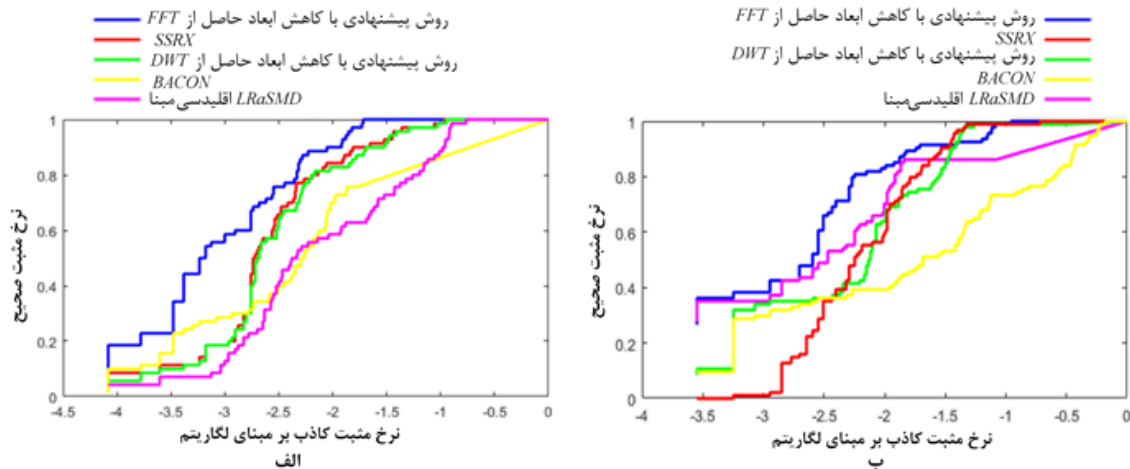 روش پیشنهادی با کاهش ابعاد حاصل از FFT
SSRX
روش پیشنهادی با کاهش ابعاد حاصل از DWT
BACON
LRaSMD اقلیدسی‌مبنا
نرخ مثبت صحیح
1
0.8
0.6
0.4
0.2
0
-4.5 -4 -3.5 -3 -2.5 -2 -1.5 -1 -0.5 0
نرخ مثبت کاذب بر مبنای لگاریتم
الف
روش پیشنهادی با کاهش ابعاد حاصل از FFT
SSRX
روش پیشنهادی با کاهش ابعاد حاصل از DWT
BACON
LRaSMD اقلیدسی‌مبنا
نرخ مثبت صحیح
1
0.8
0.6
0.4
0.2
0
-4 -3.5 -3 -2.5 -2 -1.5 -1 -0.5 0
نرخ مثبت کاذب بر مبنای لگاریتم
ب